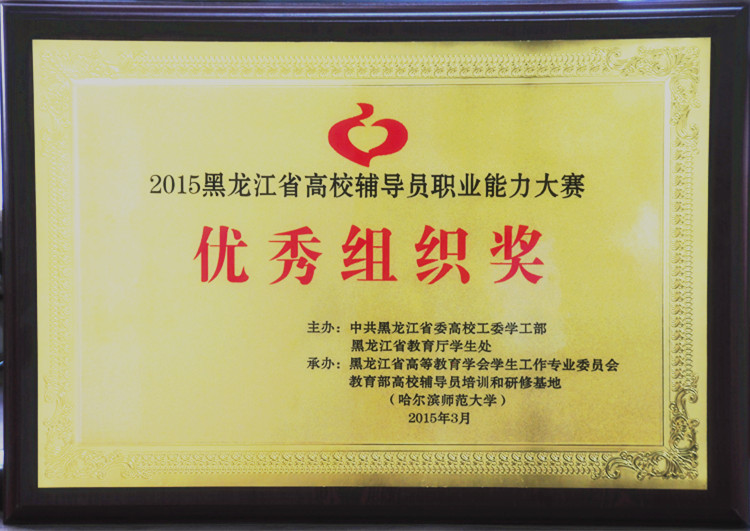 2015黑龙江省高校辅导员职业能力大赛
优秀组织奖
主办：中共黑龙江省委高校工委学工部
黑龙江省教育厅学生处
承办：黑龙江省高等教育学会学生工作专业委员会
教育部高校辅导员培训和研修基地
（哈尔滨师范大学）
2015年3月